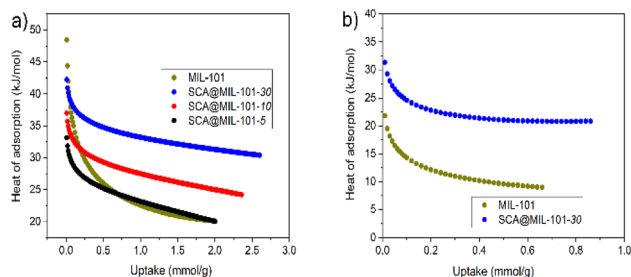 a)
Heat of adsorption (kJ/mol)
50
45
40
35
30
25
20
MIL-101
SCA@MIL-101-30
SCA@MIL-101-10
SCA@MIL-101-5
0.0 0.5 1.0 1.5 2.0 2.5 3.0
Uptake (mmol/g)
b)
Heat of adsorption (kJ/mol)
40
35
30
25
20
15
10
5
0
MIL-101
SCA@MIL-101-30
0.0 0.2 0.4 0.6 0.8 1.0
Uptake (mmol/g)